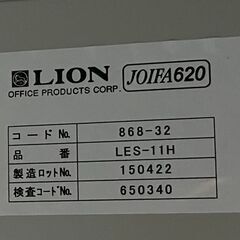 LION JOIFA620
OFFICE PRODUCTS CORP.
コード No. 868-32
品番 LES-11H
製造ロットNo. 150422
検査コードNo. 650340